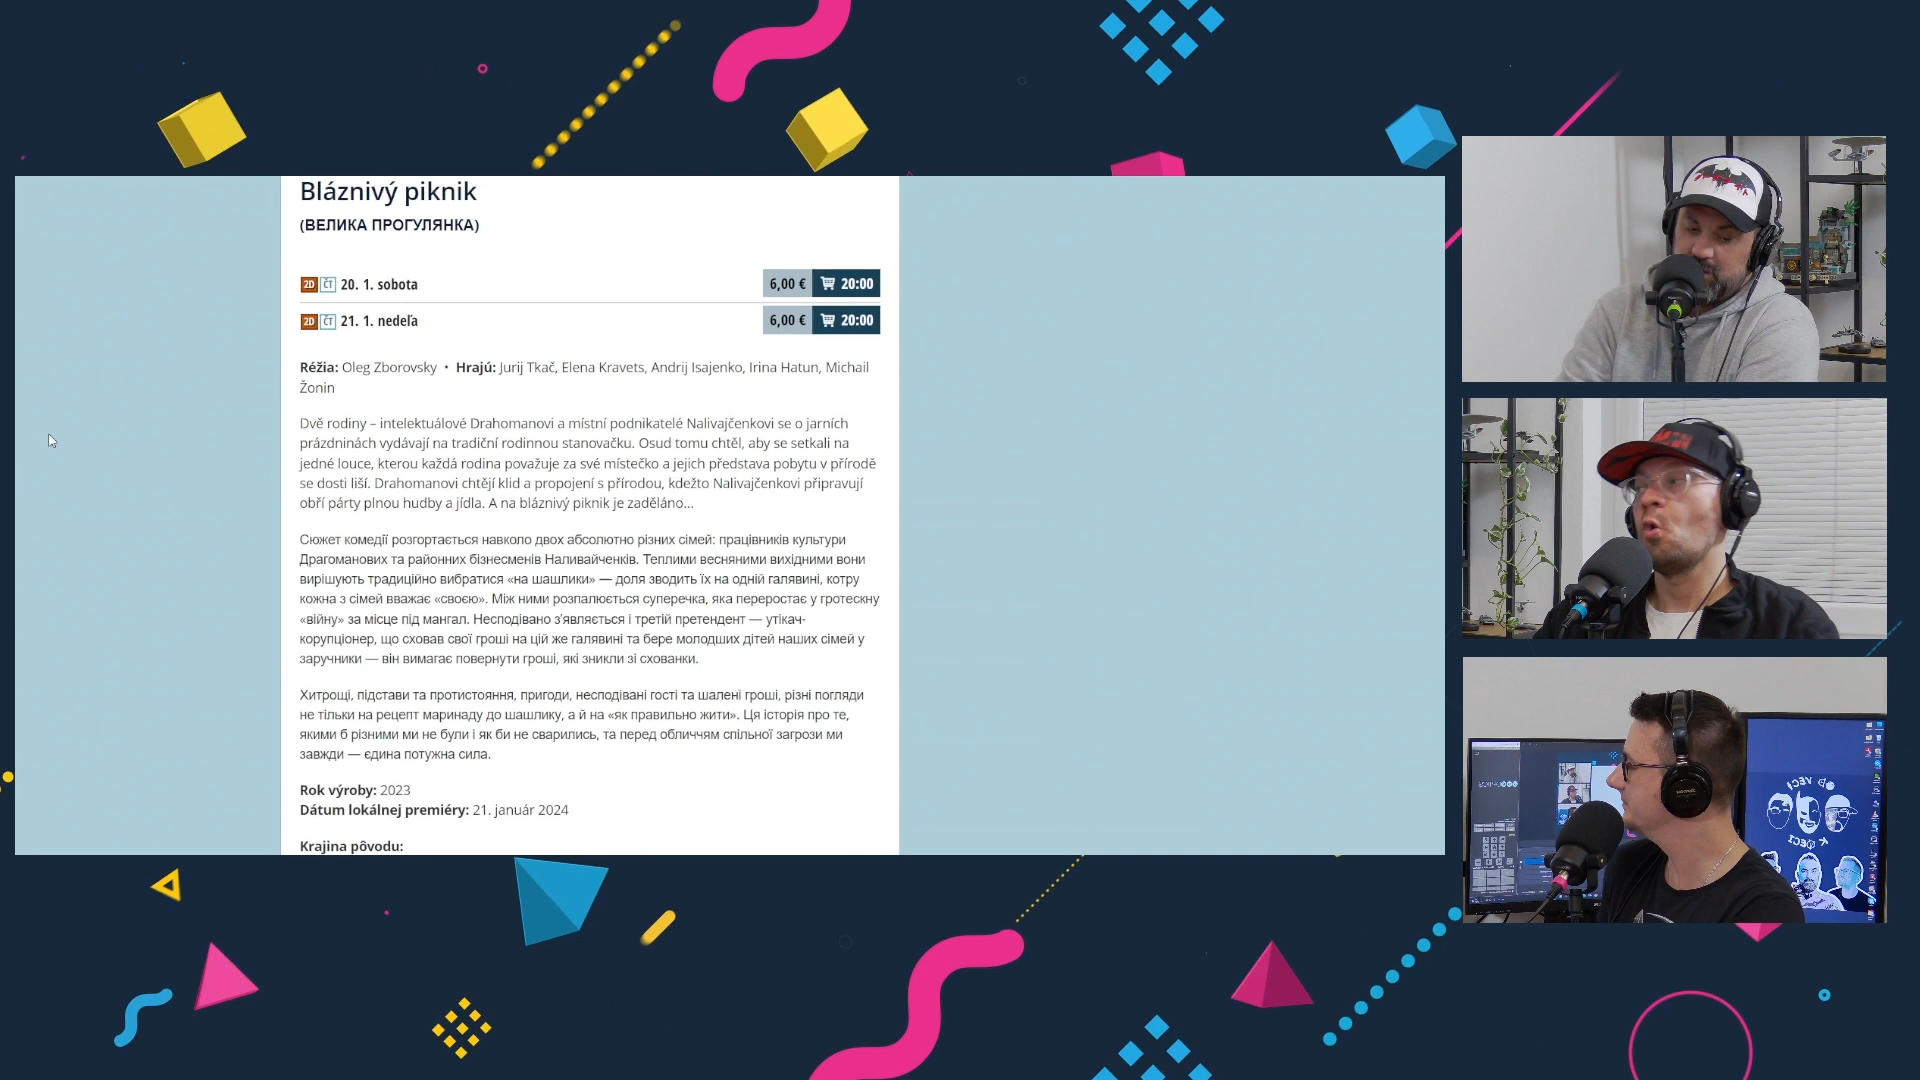 Bláznivý piknik
(ВЕЛИКА ПРОГУЛЯНКА)
2D ČT 20. 1. sobota 6,00 € 20:00
2D ČT 21. 1. nedeľa 6,00 € 20:00
Réžia: Oleg Zborovsky • Hrajú: Jurij Tkač, Elena Kravets, Andrij Isajenko, Irina Hatun, Michail
Žonin
Dvě rodiny – intelektuálové Drahomanovi a místní podnikatelé Nalivajčenkovi se o jarních
prázdninách vydávají na tradiční rodinnou stanovačku. Osud tomu chtěl, aby se setkali na
jedné louce, kterou každá rodina považuje za své místečko a jejich představa pobytu v přírodě
se dosti liší. Drahomanovi chtějí klid a propojení s přírodou, kdežto Nalivajčenkovi připravují
obří párty plnou hudby a jídla. A na bláznivý piknik je zaděláno...
Сюжет комедії розгортається навколо двох абсолютно різних сімей: працівників культури
Драгоманових та районних бізнесменів Наливайченків. Теплими весняними вихідними вони
вирішують традиційно вибратися «на шашлики» — доля зводить їх на одній галявині, котру
кожна з сімей вважає «своєю». Між ними розпалюється суперечка, яка переростає у гротескну
«війну» за місце під мангал. Несподівано з'являється і третій претендент — утікач-
корупціонер, що сховав свої гроші на цій же галявині та бере молодших дітей наших сімей у
заручники — він вимагає повернути гроші, які зникли зі схованки.
Хитрощі, підстави та протистояння, пригоди, несподівані гості та шалені гроші, різні погляди
не тільки на рецепт маринаду до шашлику, а й на «як правильно жити». Ця історія про те,
якими б різними ми не були і як би не сварились, та перед обличчям спільної загрози ми
завжди — єдина потужна сила.
Rok výroby: 2023
Dátum lokálnej premiéry: 21. január 2024
Krajina pôvodu: